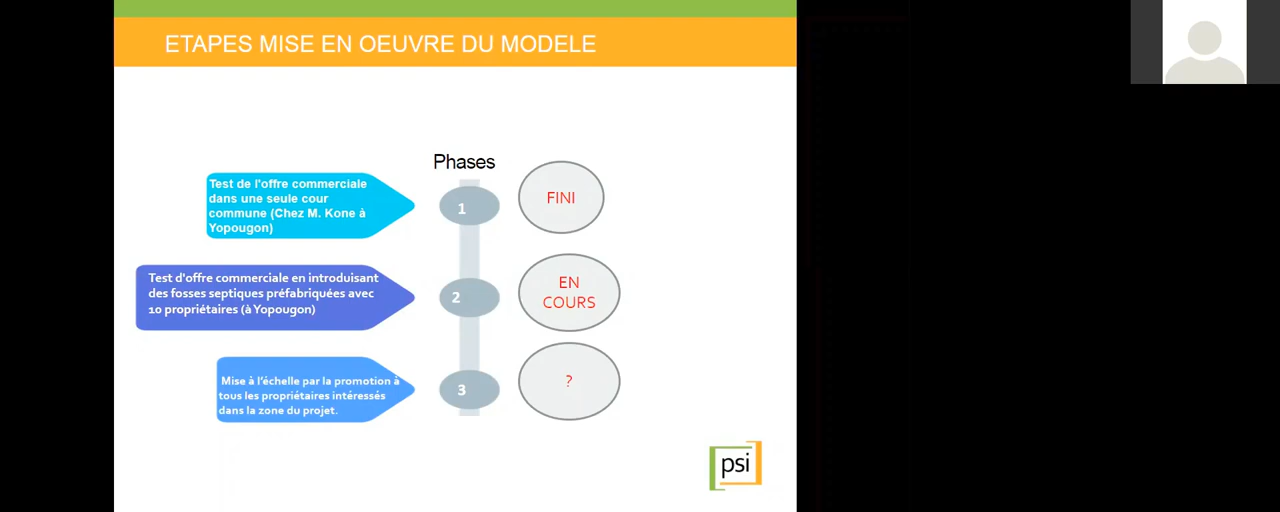 ETAPES MISE EN OEUVRE DU MODELE
Phases
Test de l'offre commerciale
dans une seule cour
commune (Chez M. Kone à
Yopougon)
1
FINI
Test d'offre commerciale en introduisant
des fosses septiques préfabriquées avec
10 propriétaires (à Yopougon)
2
EN
COURS
Mise à l'échelle par la promotion à
tous les propriétaires intéressés
dans la zone du projet.
3
?
psi